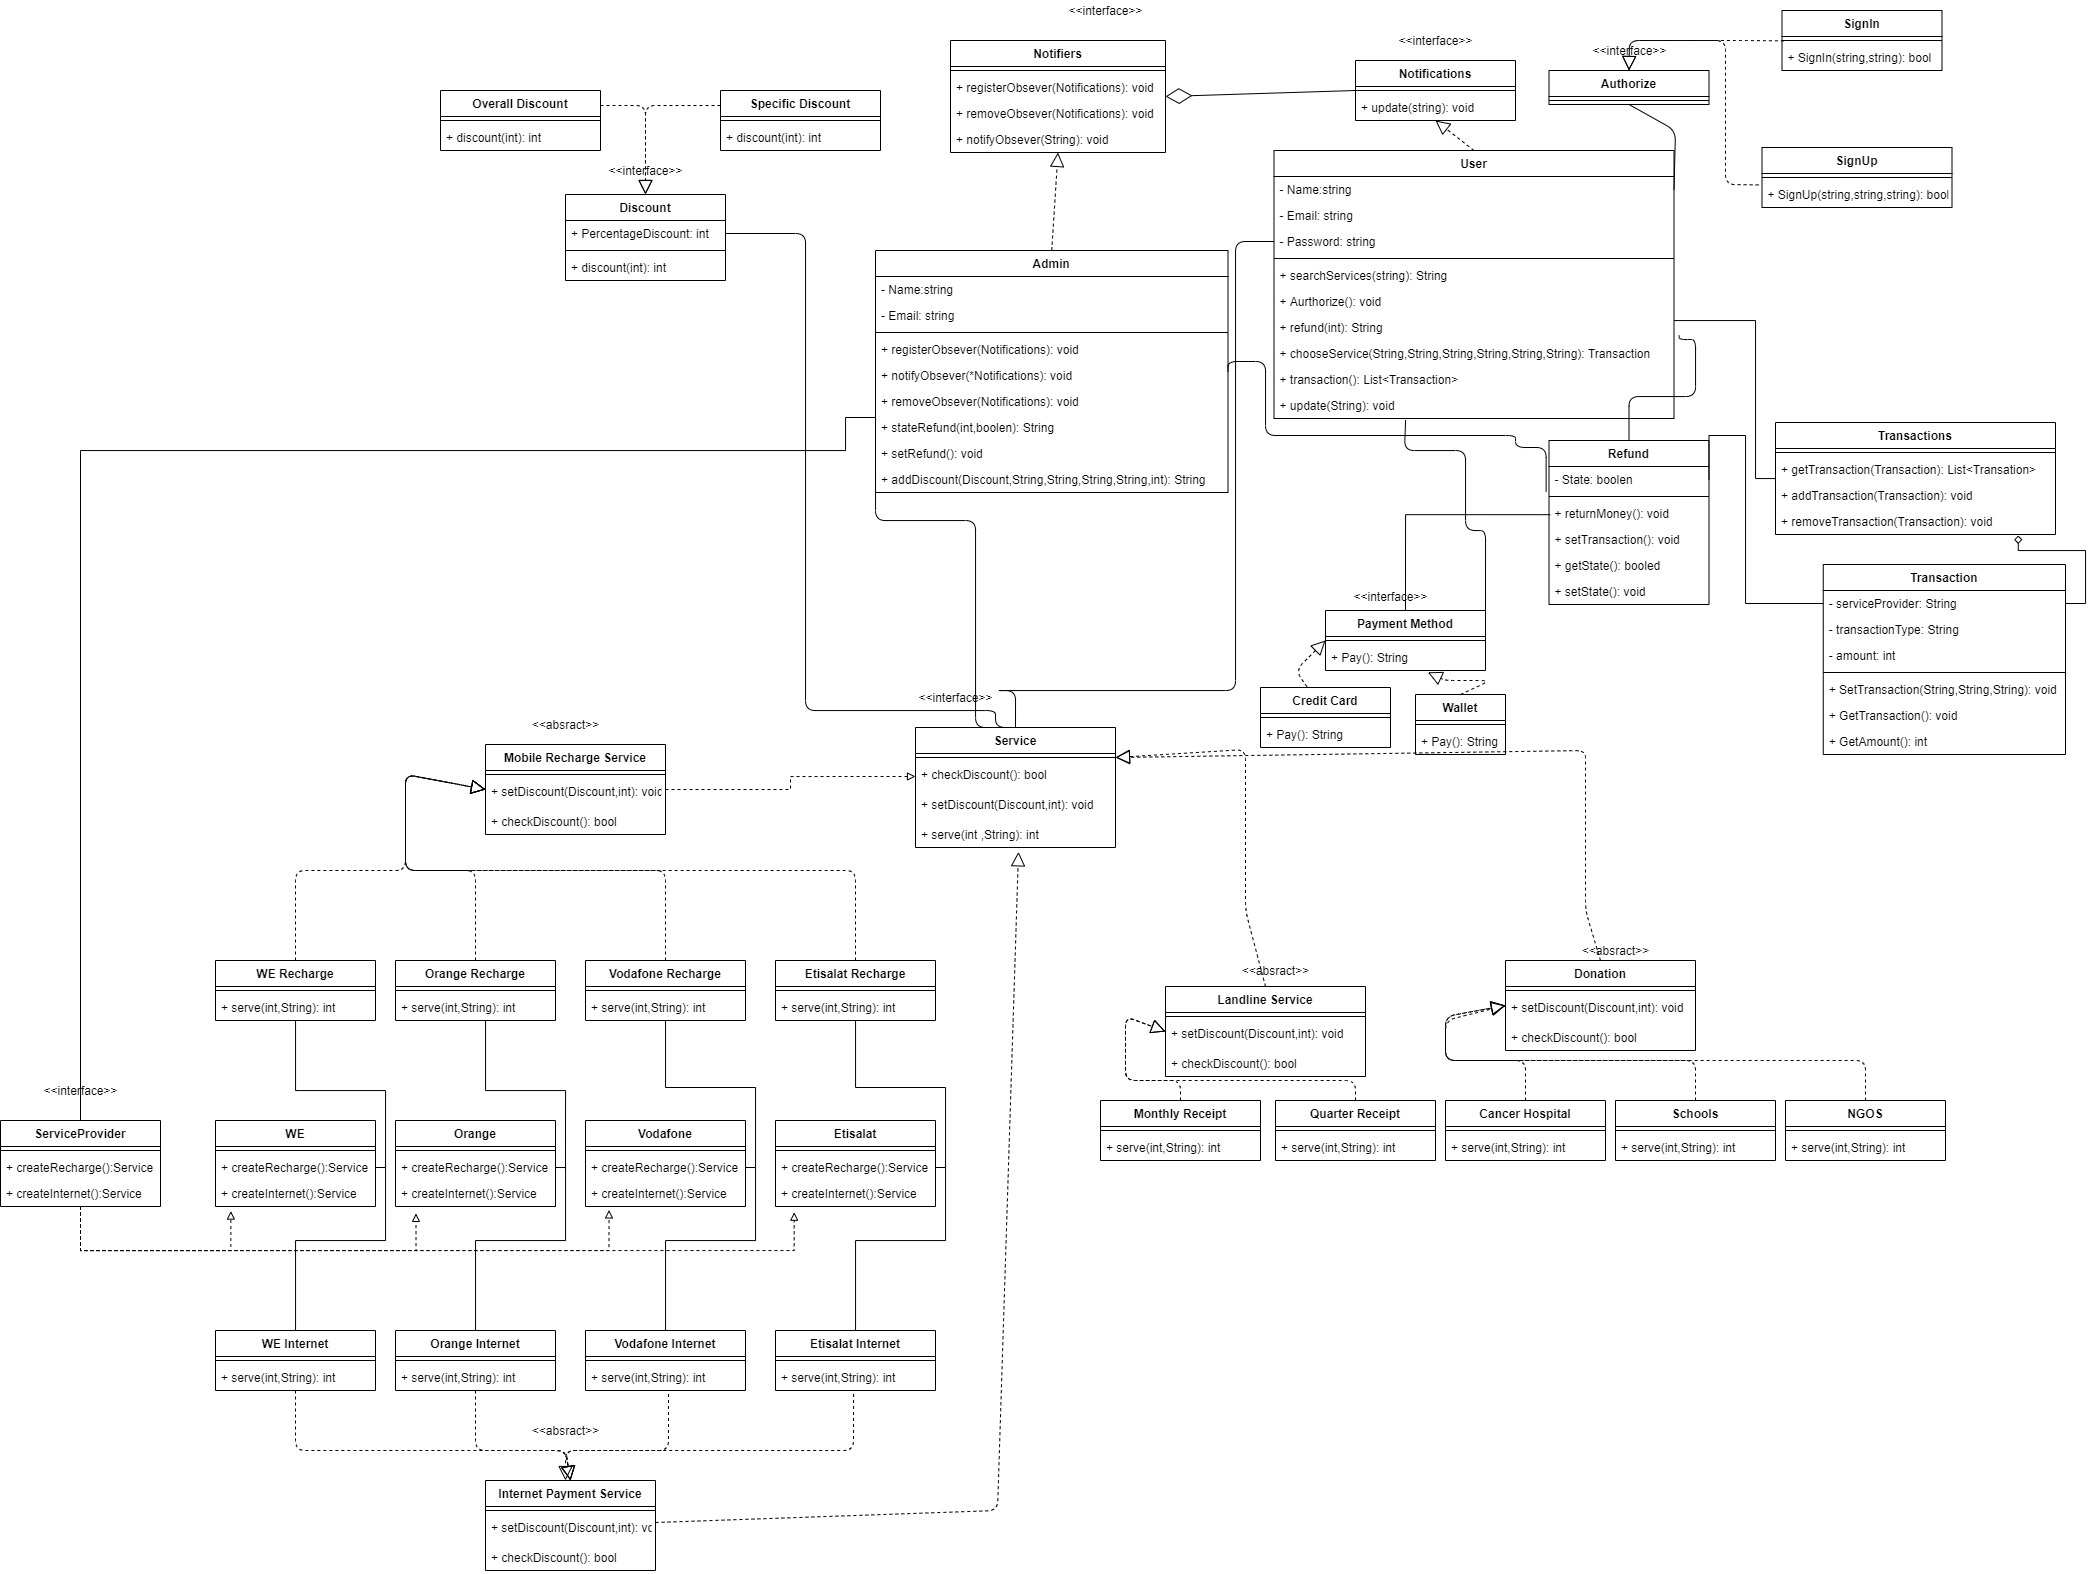 <<interface>>
Notifiers
+ registerObsever(Notifications): void
+ removeObsever(Notifications): void
+ notifyObsever(String): void
<<interface>>
Notifications
+ update(string): void
<<interface>>
Authorize
SignIn
+ SignIn(string,string): bool
SignUp
+ SignUp(string,string,string): bool
Overall Discount
+ discount(int): int
Specific Discount
+ discount(int): int
<<interface>>
Discount
+ PercentageDiscount: int
+ discount(int): int
User
- Name:string
- Email: string
- Password: string
+ searchServices(string): String
+ Aurthorize(): void
+ refund(int): String
+ chooseService(String,String,String,String,String,String): Transaction
+ transaction(): List<Transaction>
+ update(String): void
Admin
- Name:string
- Email: string
+ registerObsever(Notifications): void
+ notifyObsever(*Notifications): void
+ removeObsever(Notifications): void
+ stateRefund(int,boolen): String
+ setRefund(): void
+ addDiscount(Discount,String,String,String,String,int): String
Refund
- State: boolen
+ returnMoney(): void
+ setTransaction(): void
+ getState(): booled
+ setState(): void
Transactions
+ getTransaction(Transaction): List<Transation>
+ addTransaction(Transaction): void
+ removeTransaction(Transaction): void
Transaction
- serviceProvider: String
- transactionType: String
- amount: int
+ SetTransaction(String,String,String): void
+ GetTransaction(): void
+ GetAmount(): int
<<interface>>
Payment Method
+ Pay(): String
Credit Card
+ Pay(): String
Wallet
+ Pay(): String
<<interface>>
Service
+ checkDiscount(): bool
+ setDiscount(Discount,int): void
+ serve(int ,String): int
<<absract>>
Mobile Recharge Service
+ setDiscount(Discount,int): void
+ checkDiscount(): bool
WE Recharge
+ serve(int,String): int
Orange Recharge
+ serve(int,String): int
Vodafone Recharge
+ serve(int,String): int
Etisalat Recharge
+ serve(int,String): int
<<absract>>
Landline Service
+ setDiscount(Discount,int): void
+ checkDiscount(): bool
<<absract>>
Donation
+ setDiscount(Discount,int): void
+ checkDiscount(): bool
Monthly Receipt
+ serve(int,String): int
Quarter Receipt
+ serve(int,String): int
Cancer Hospital
+ serve(int,String): int
Schools
+ serve(int,String): int
NGOS
+ serve(int,String): int
<<interface>>
ServiceProvider
+ createRecharge():Service
+ createInternet():Service
WE
+ createRecharge():Service
+ createInternet():Service
Orange
+ createRecharge():Service
+ createInternet():Service
Vodafone
+ createRecharge():Service
+ createInternet():Service
Etisalat
+ createRecharge():Service
+ createInternet():Service
WE Internet
+ serve(int,String): int
Orange Internet
+ serve(int,String): int
Vodafone Internet
+ serve(int,String): int
Etisalat Internet
+ serve(int,String): int
<<absract>>
Internet Payment Service
+ setDiscount(Discount,int): vc
+ checkDiscount(): bool